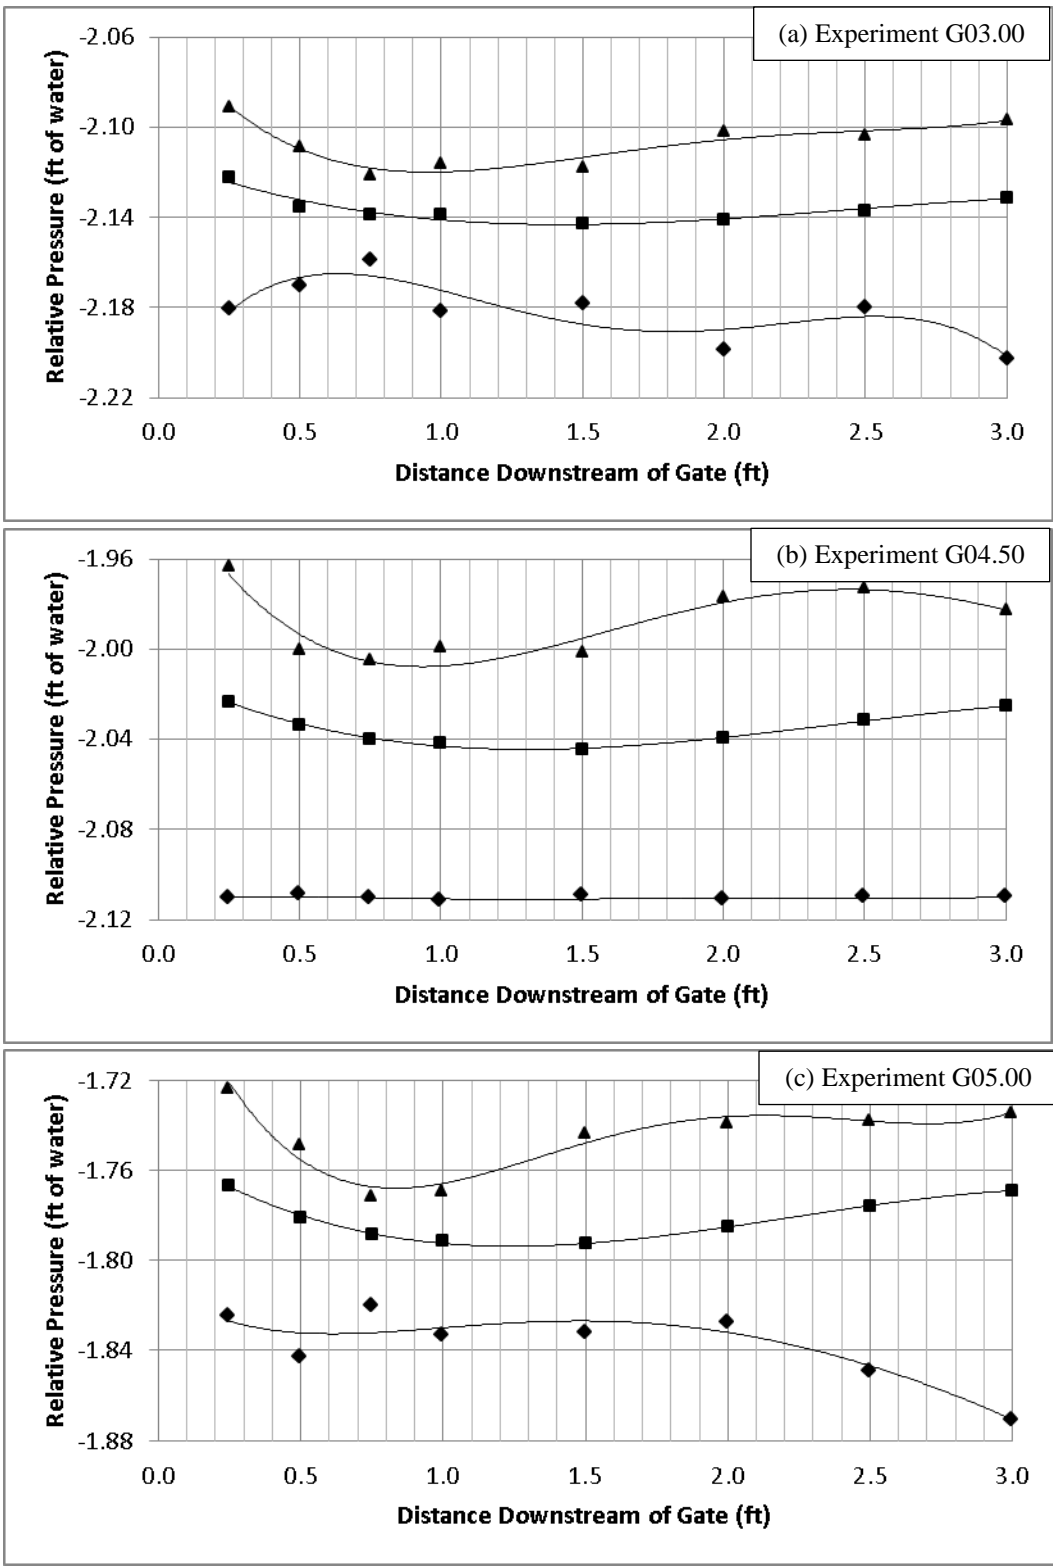 (a) Experiment G03.00
Relative Pressure (ft of water)
-2.06
-2.10
-2.14
-2.18
-2.22
0.0 0.5 1.0 1.5 2.0 2.5 3.0
Distance Downstream of Gate (ft)
(b) Experiment G04.50
Relative Pressure (ft of water)
-1.96
-2.00
-2.04
-2.08
-2.12
0.0 0.5 1.0 1.5 2.0 2.5 3.0
Distance Downstream of Gate (ft)
(c) Experiment G05.00
Relative Pressure (ft of water)
-1.72
-1.76
-1.80
-1.84
-1.88
0.0 0.5 1.0 1.5 2.0 2.5 3.0
Distance Downstream of Gate (ft)